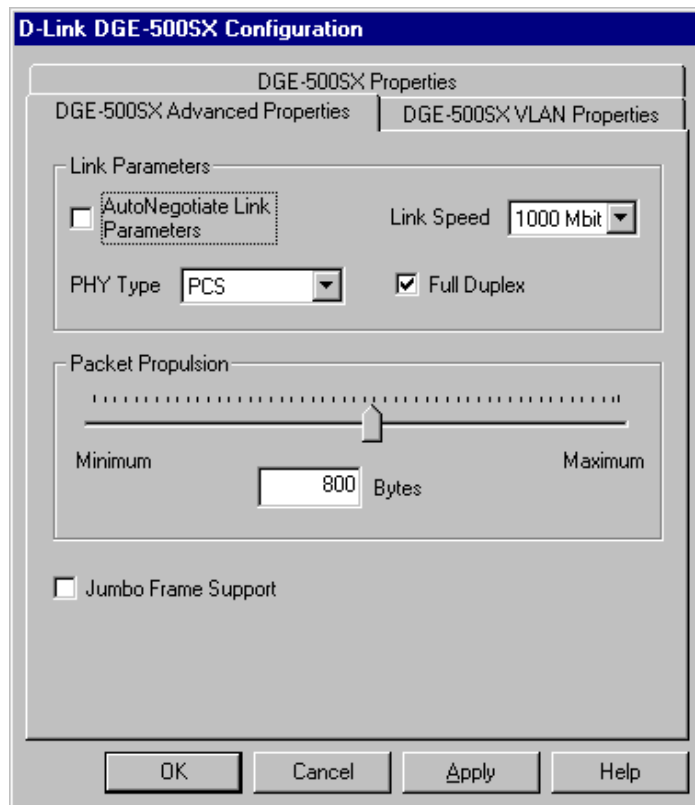 D-Link DGE-500SX Configuration
DGE-500SX Properties
DGE-500SX Advanced Properties
DGE-500SX VLAN Properties
Link Parameters
AutoNegotiate Link
Parameters
Link Speed
1000 Mbit
PHY Type
PCS
Full Duplex
Packet Propulsion
Minimum
Maximum
800
Bytes
Jumbo Frame Support
OK
Cancel
Apply
Help